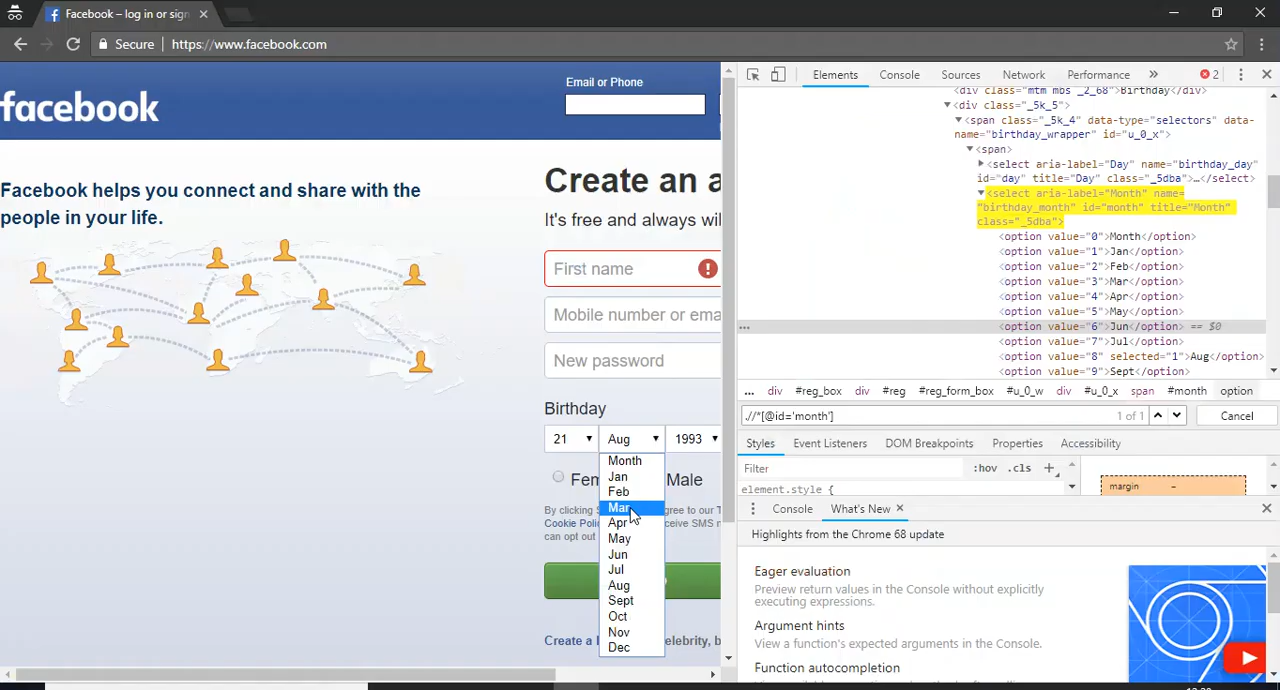 Facebook – log in or sign
Secure
https://www.facebook.com
facebook
Email or Phone
Facebook helps you connect and share with the
people in your life.
Create an a
It's free and always wil
First name
Mobile number or ema
New password
Birthday
21
Aug
1993
Month
Jan
Feb
Mar
Apr
May
Jun
Jul
Aug
Sept
Oct
Nov
Dec
Fem
Male
By clicking S
gree to our T
Cookie Polic
ceive SMS n
can opt out
Create a
elebrity, b
Elements Console Sources Network Performance » 2
<div class="mtm mbs _2_68">Birthday</div>
▼<div class="_5k_5">
▼<span class="_5k_4" data-type="selectors" data-
name="birthday_wrapper" id="u_0_x">
▼<span>
▶<select aria-label="Day" name="birthday_day"
id="day" title="Day" class="_5dba">…</select>
▼<select aria-label="Month" name=
"birthday_month" id="month" title="Month"
class="_5dba">
<option value="0">Month</option>
<option value="1">Jan</option>
<option value="2">Feb</option>
<option value="3">Mar</option>
<option value="4">Apr</option>
<option value="5">May</option>
... <option value="6">Jun</option> == $0
<option value="7">Jul</option>
<option value="8" selected="1">Aug</option>
<option value="9">Sept</option>
... div #reg_box div #reg #reg_form_box #u_0_w div #u_0_x span #month option
.//*[@id='month'] 1 of 1 Cancel
Styles Event Listeners DOM Breakpoints Properties Accessibility
Filter :hov .cls +
element.style {
margin –
Console What's New ×
Highlights from the Chrome 68 update
Eager evaluation
Preview return values in the Console without explicitly
executing expressions.
Argument hints
View a function's expected arguments in the Console.
Function autocompletion